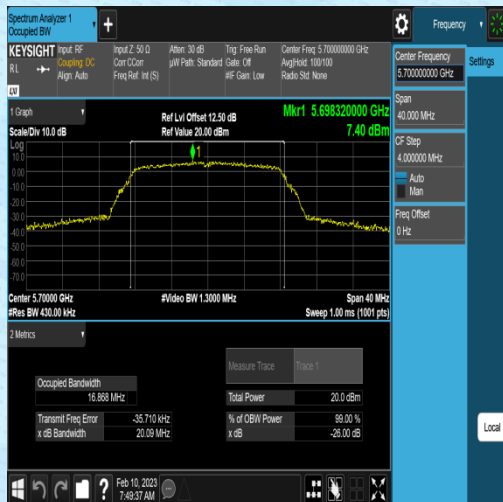 Spectrum Analyzer 1
Occupied BW
Frequency
KEYSIGHT
Input: RF
Input Z: 50 Ω
Atten: 30 dB
Trig: Free Run
Center Freq: 5.700000000 GHz
RL
Coupling: DC
Corr CCorr
µW Path: Standard
Gate: Off
Avg|Hold: 100/100
Align: Auto
Freq Ref: Int (S)
#IF Gain: Low
Radio Std: None
LXI
1 Graph
Scale/Div 10.0 dB
Ref Lvl Offset 12.50 dB
Ref Value 20.00 dBm
Mkr1 5.698320000 GHz
7.40 dBm
Log
10.0
0.00
-10.0
-20.0
-30.0
-40.0
-50.0
-60.0
-70.0
1
Center 5.70000 GHz
#Res BW 430.00 kHz
#Video BW 1.3000 MHz
Span 40 MHz
Sweep 1.00 ms (1001 pts)
2 Metrics
Measure Trace
Trace 1
Occupied Bandwidth
16.868 MHz
Total Power
20.0 dBm
Transmit Freq Error
-35.710 kHz
% of OBW Power
99.00 %
x dB Bandwidth
20.09 MHz
x dB
-26.00 dB
Feb 10, 2023
7:49:37 AM
Center Frequency
5.700000000 GHz
Settings
Span
40.000 MHz
CF Step
4.000000 MHz
Auto
Man
Freq Offset
0 Hz
Local